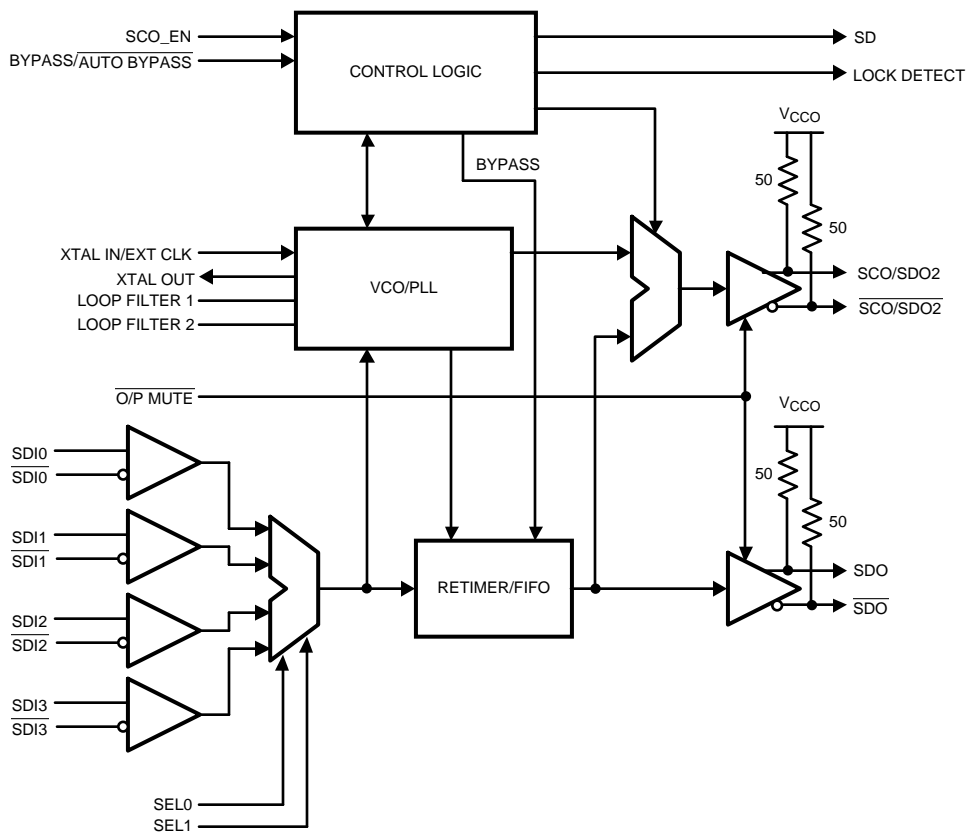 SCO_EN
BYPASS/AUTO BYPASS
CONTROL LOGIC
SD
LOCK DETECT
BYPASS
VCCO
50
50
XTAL IN/EXT CLK
XTAL OUT
LOOP FILTER 1
LOOP FILTER 2
VCO/PLL
SCO/SDO2
SCO/SDO2
O/P MUTE
VCCO
50
50
SDI0
SDI0
SDI1
SDI1
SDI2
SDI2
SDI3
SDI3
RETIMER/FIFO
SDO
SDO
SEL0
SEL1